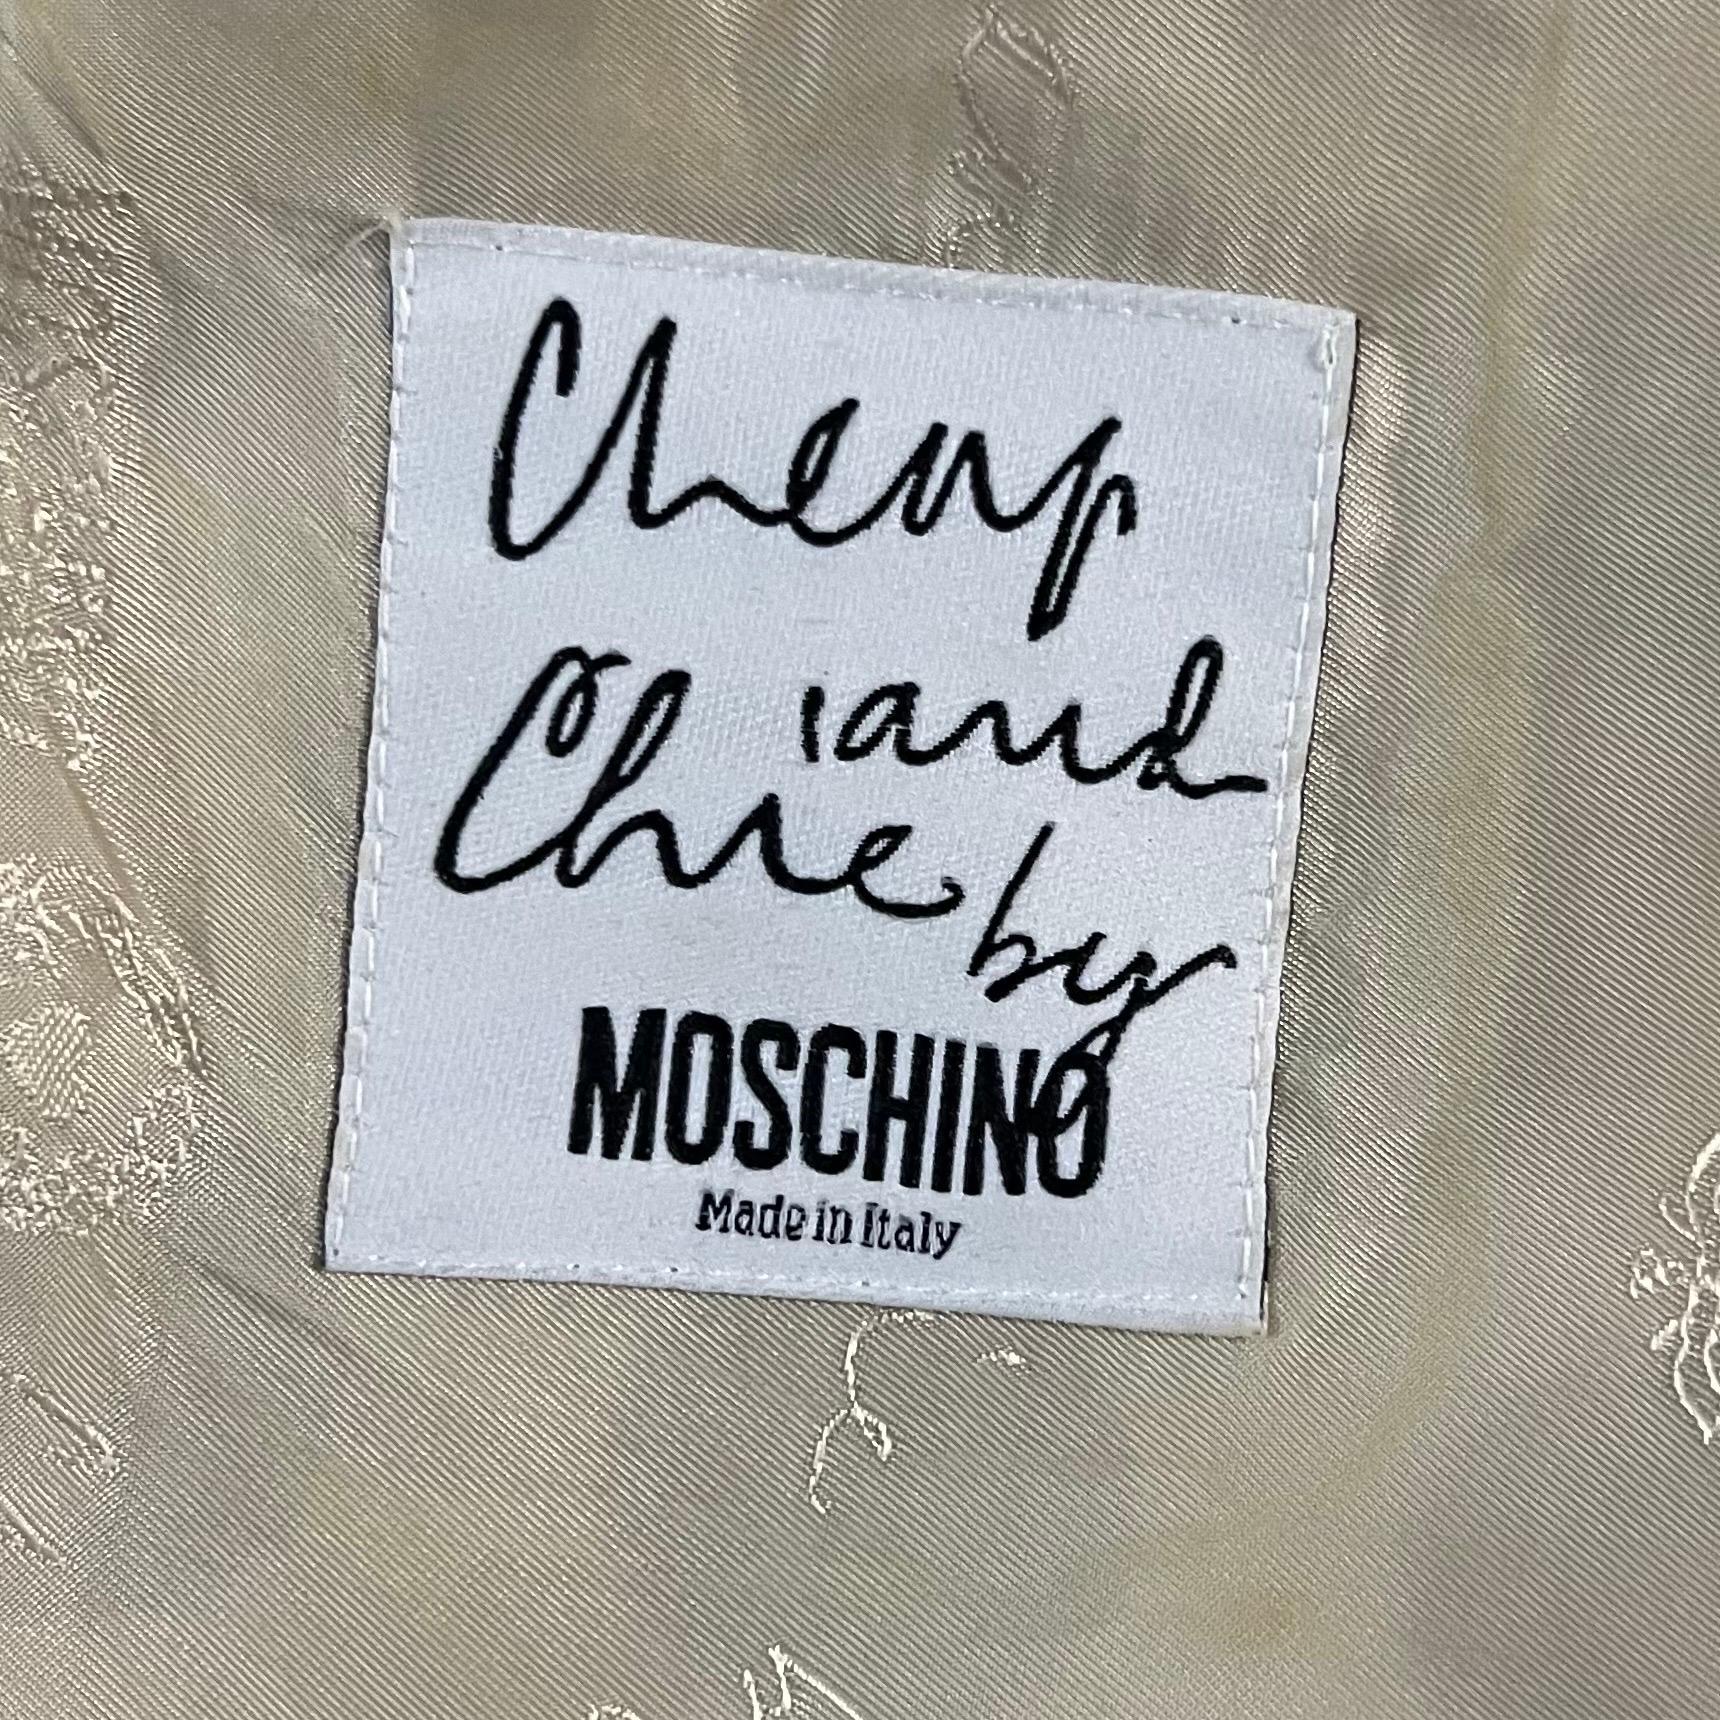 Cheap
and
Chic by
MOSCHINO
Made in Italy